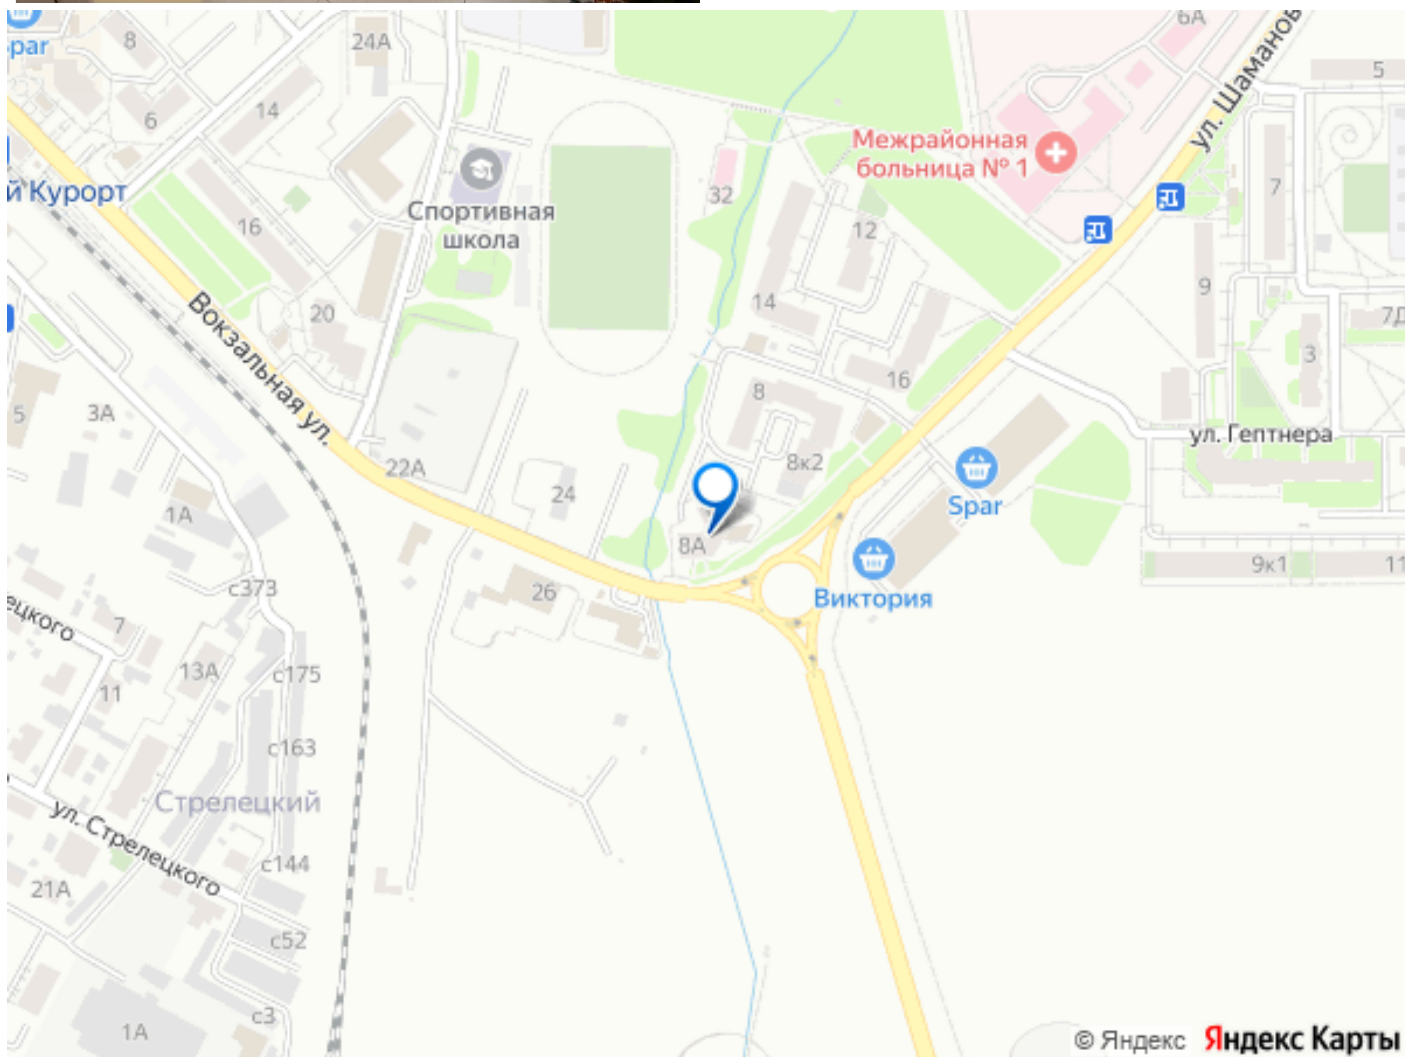 Spar
8
24А
6А
ул. Шаманов
5
6
14
Межрайонная
больница № 1
й Курорт
32
7
Спортивная
школа
16
12
9
14
7Д
20
Вокзальная ул.
3
16
8
5
3А
ул. Гептнера
22А
8к2
24
Spar
1А
8А
9к1
11
с373
26
Виктория
ецкого
7
13А
с175
11
с163
Стрелецкий
ул. Стрелецкого
с144
21А
с52
с3
1А
© Яндекс Яндекс Карты